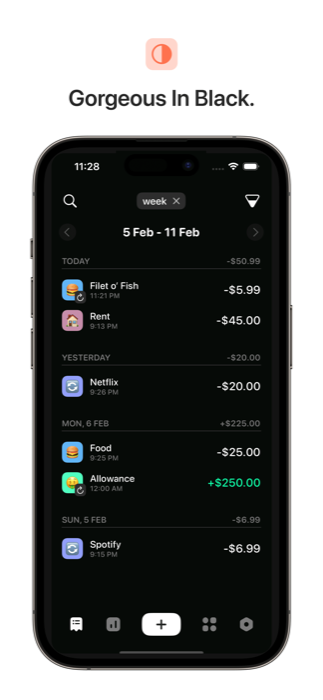 Gorgeous In Black.
11:28
week
5 Feb - 11 Feb
TODAY -$50.99
Filet o' Fish
11:21 PM
-$5.99
Rent
9:13 PM
-$45.00
YESTERDAY -$20.00
Netflix
9:26 PM
-$20.00
MON, 6 FEB +$225.00
Food
9:25 PM
-$25.00
Allowance
12:00 AM
+$250.00
SUN, 5 FEB -$6.99
Spotify
9:15 PM
-$6.99